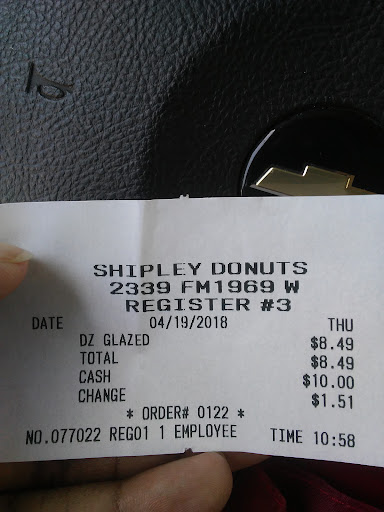 SHIPLEY DONUTS
2339 FM1969 W
REGISTER #3
DATE 04/19/2018 THU
DZ GLAZED $8.49
TOTAL $8.49
CASH $10.00
CHANGE $1.51
* ORDER# 0122 *
NO.077022 REG01 1 EMPLOYEE TIME 10:58